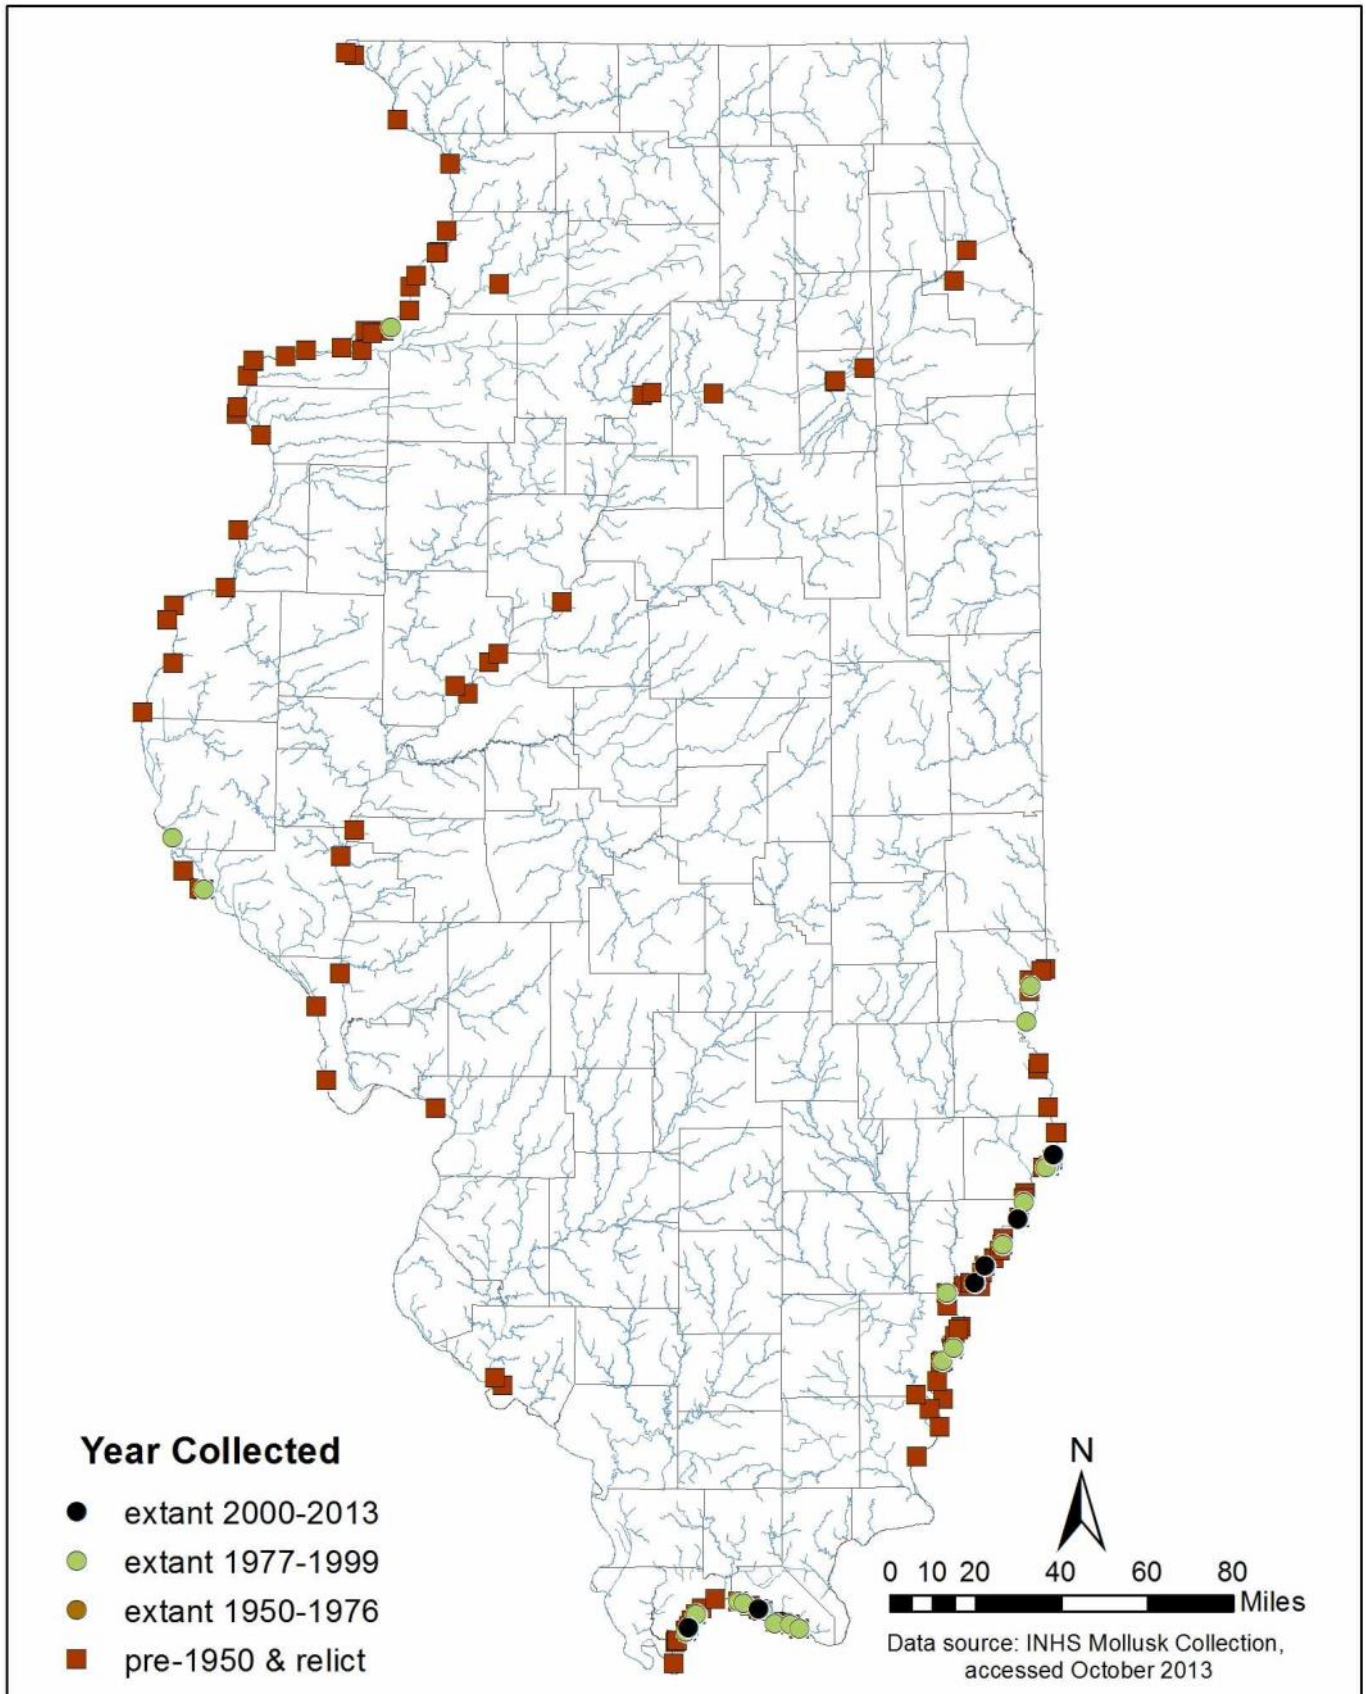 Year Collected
extant 2000-2013
extant 1977-1999
extant 1950-1976
pre-1950 & relict
N
0 10 20 40 60 80
Miles
Data source: INHS Mollusk Collection,
accessed October 2013